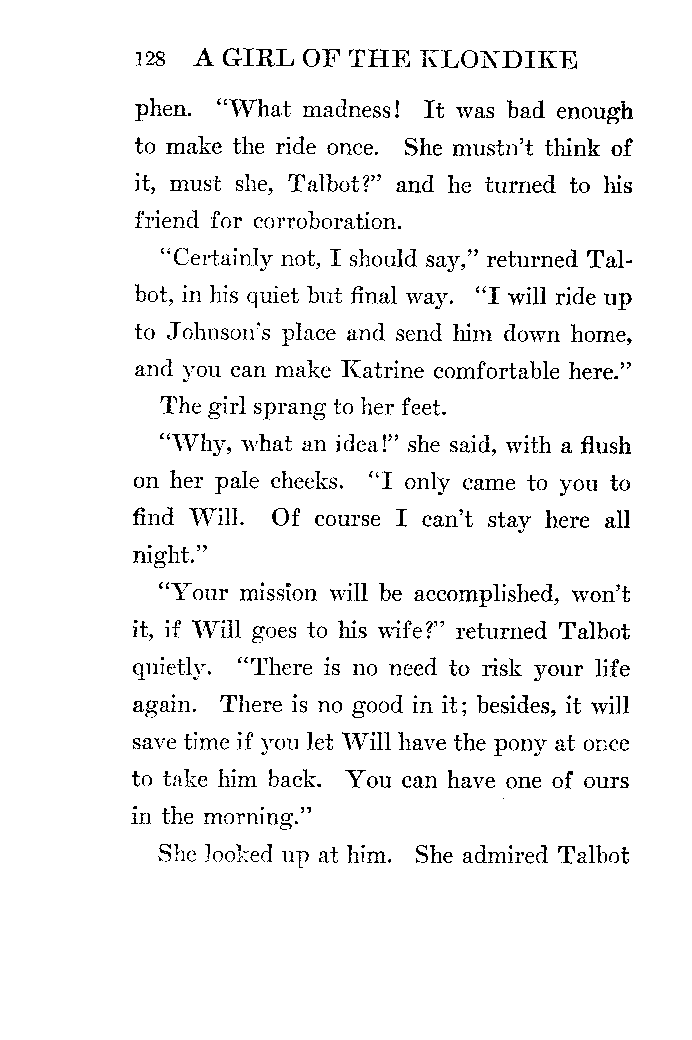 128 A GIRL OF THE KLONDIKE
phen. “What madness! It was bad enough
to make the ride once. She mustn’t think of
it, must she, Talbot?” and he turned to his
friend for corroboration.
“Certainly not, I should say,” returned Tal-
bot, in his quiet but final way. “I will ride up
to Johnson’s place and send him down home,
and you can make Katrine comfortable here.”
The girl sprang to her feet.
“Why, what an idea!” she said, with a flush
on her pale cheeks. “I only came to you to
find Will. Of course I can’t stay here all
night.”
“Your mission will be accomplished, won’t
it, if Will goes to his wife?” returned Talbot
quietly. “There is no need to risk your life
again. There is no good in it; besides, it will
save time if you let Will have the pony at once
to take him back. You can have one of ours
in the morning.”
She looked up at him. She admired Talbot